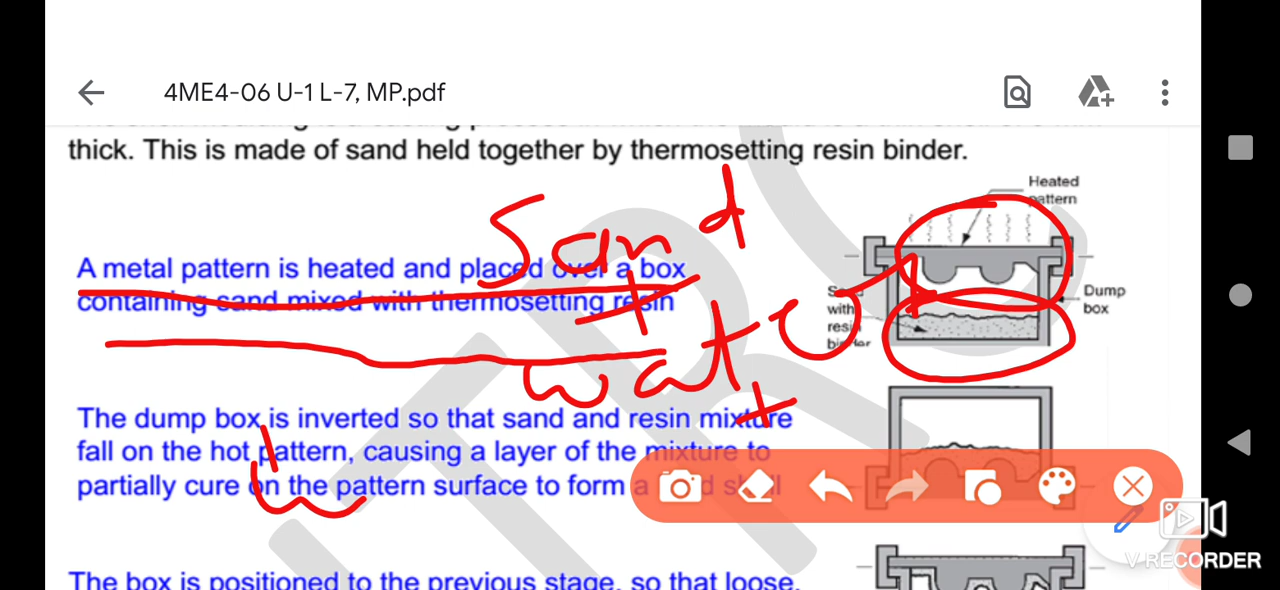 4ME4-06 U-1 L-7, MP.pdf
thick. This is made of sand held together by thermosetting resin binder.
Heated
pattern
Sand
+
water
+
A metal pattern is heated and placed over a box
containing sand mixed with thermosetting resin
Sand
with
resin
binder
Dump
box
The dump box is inverted so that sand and resin mixture
fall on the hot pattern, causing a layer of the mixture to
partially cure on the pattern surface to form a
The box is positioned to the previous stage, so that loose,
V-RECORDER